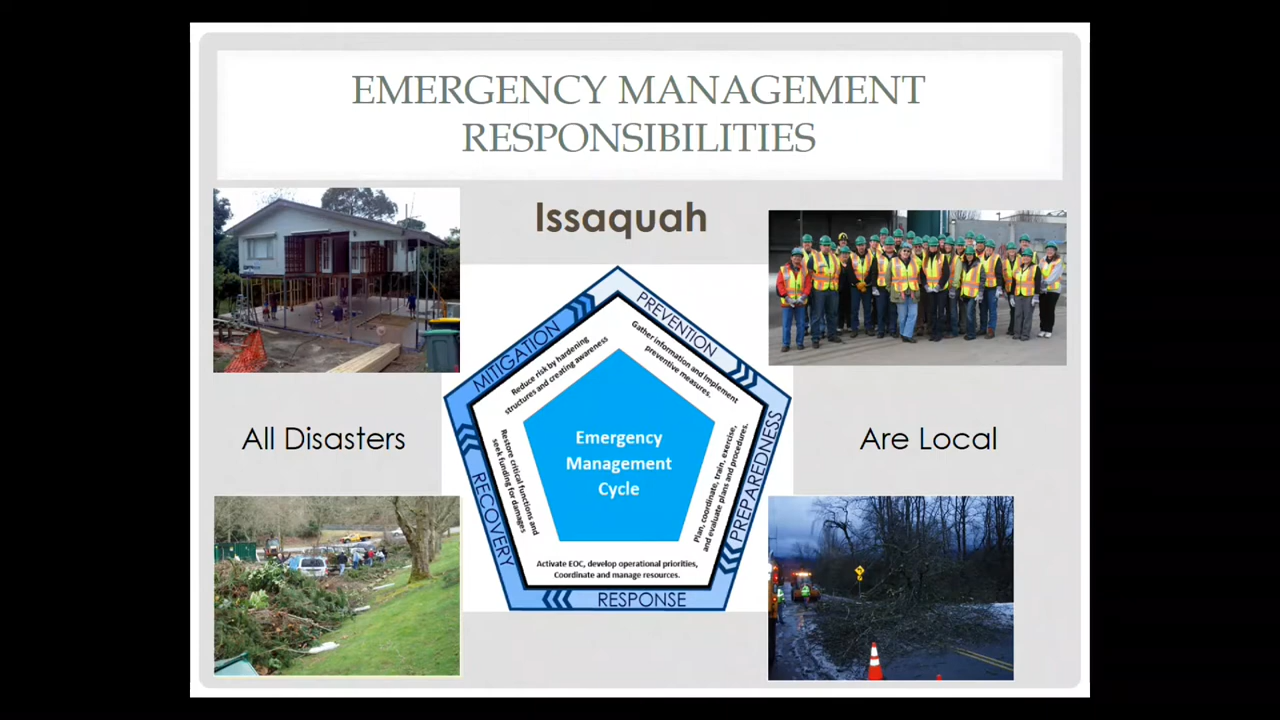 EMERGENCY MANAGEMENT
RESPONSIBILITIES
Issaquah
All Disasters
Are Local
PREVENTION
Gather information and implement
preventive measures.
PREPAREDNESS
Plan, coordinate, train, exercise,
and evaluate plans and procedures.
RESPONSE
Activate EOC, develop operational priorities,
Coordinate and manage resources.
RECOVERY
Restore critical functions and
seek funding for damages
MITIGATION
Reduce risk by hardening
structures and creating awareness
Emergency
Management
Cycle